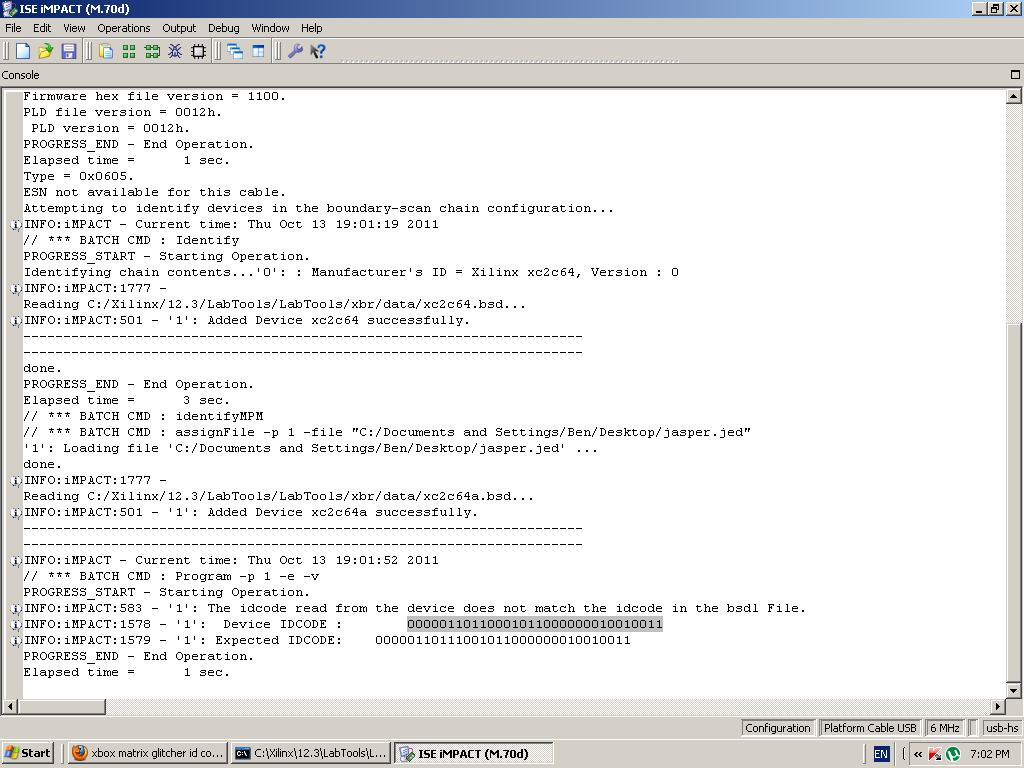 ISE iMPACT (M.70d)
File Edit View Operations Output Debug Window Help
Console
Firmware hex file version = 1100.
PLD file version = 0012h.
PLD version = 0012h.
PROGRESS_END - End Operation.
Elapsed time = 1 sec.
Type = 0x0605.
ESN not available for this cable.
Attempting to identify devices in the boundary-scan chain configuration...
INFO:iMPACT - Current time: Thu Oct 13 19:01:19 2011
// *** BATCH CMD : Identify
PROGRESS_START - Starting Operation.
Identifying chain contents...'0': : Manufacturer's ID = Xilinx xc2c64, Version : 0
INFO:iMPACT:1777 -
Reading C:/Xilinx/12.3/LabTools/LabTools/xbr/data/xc2c64.bsd...
INFO:iMPACT:501 - '1': Added Device xc2c64 successfully.
----------------------------------------------------------------------
----------------------------------------------------------------------
done.
PROGRESS_END - End Operation.
Elapsed time = 3 sec.
// *** BATCH CMD : identifyMPM
// *** BATCH CMD : assignFile -p 1 -file "C:/Documents and Settings/Ben/Desktop/jasper.jed"
'1': Loading file 'C:/Documents and Settings/Ben/Desktop/jasper.jed' ...
done.
INFO:iMPACT:1777 -
Reading C:/Xilinx/12.3/LabTools/LabTools/xbr/data/xc2c64a.bsd...
INFO:iMPACT:501 - '1': Added Device xc2c64a successfully.
----------------------------------------------------------------------
----------------------------------------------------------------------
INFO:iMPACT - Current time: Thu Oct 13 19:01:52 2011
// *** BATCH CMD : Program -p 1 -e -v
PROGRESS_START - Starting Operation.
INFO:iMPACT:583 - '1': The idcode read from the device does not match the idcode in the bsdl File.
INFO:iMPACT:1578 - '1': Device IDCODE : 00000110110001011000000010010011
INFO:iMPACT:1579 - '1': Expected IDCODE: 00000110111001011000000010010011
PROGRESS_END - End Operation.
Elapsed time = 1 sec.
Configuration Platform Cable USB 6 MHz usb-hs
Start xbox matrix glitcher id co... C:\Xilinx\12.3\LabTools\L... ISE iMPACT (M.70d) EN « 7:02 PM